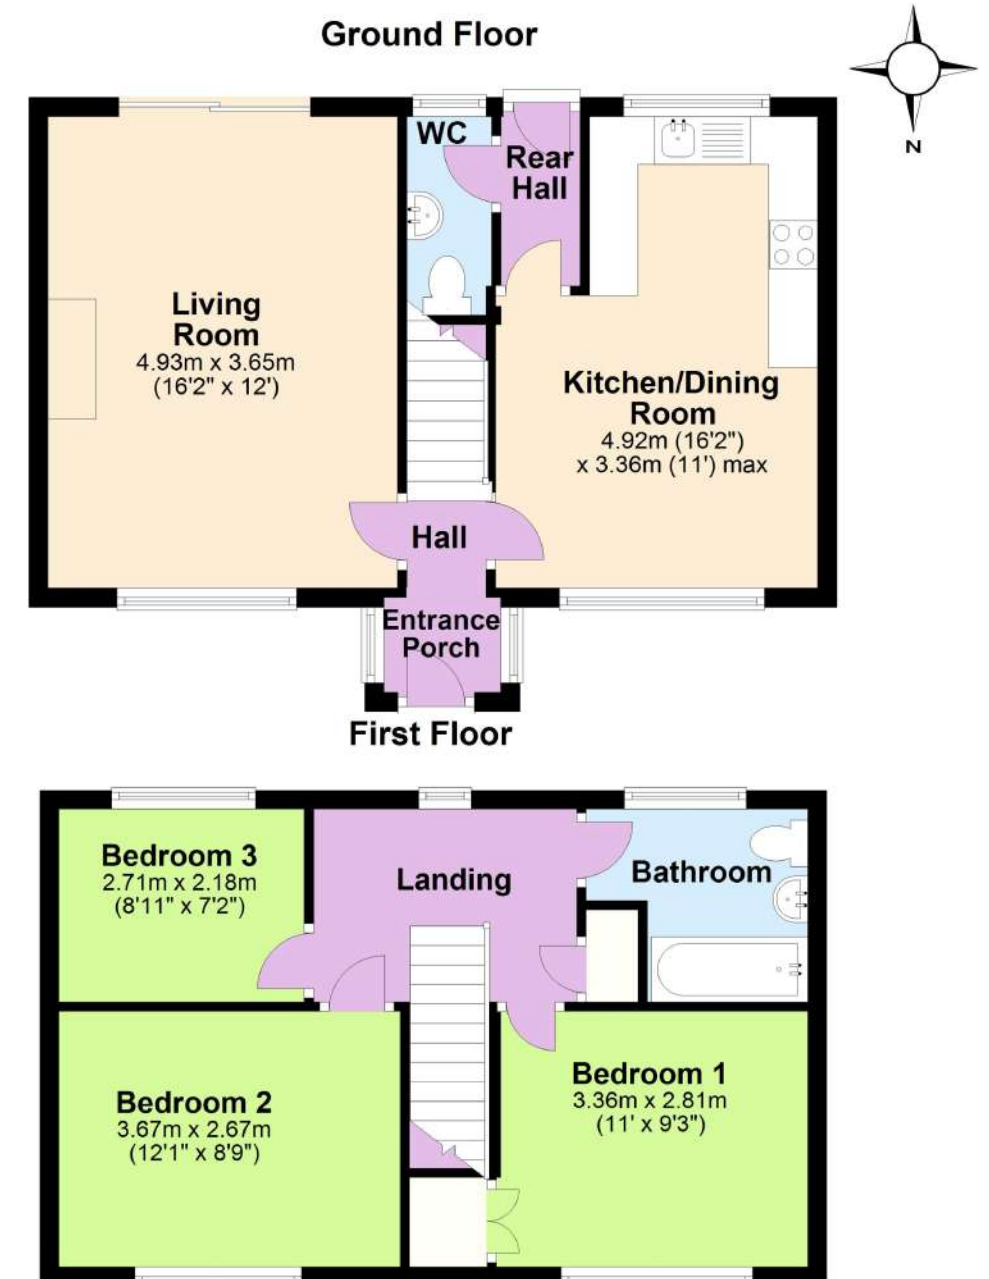 Ground Floor
N
WC
Rear
Hall
Living
Room
4.93m x 3.65m
(16'2" x 12')
Kitchen/Dining
Room
4.92m (16'2")
x 3.36m (11') max
Hall
Entrance
Porch
First Floor
Bedroom 3
2.71m x 2.18m
(8'11" x 7'2")
Landing
Bathroom
Bedroom 2
3.67m x 2.67m
(12'1" x 8'9")
Bedroom 1
3.36m x 2.81m
(11' x 9'3")